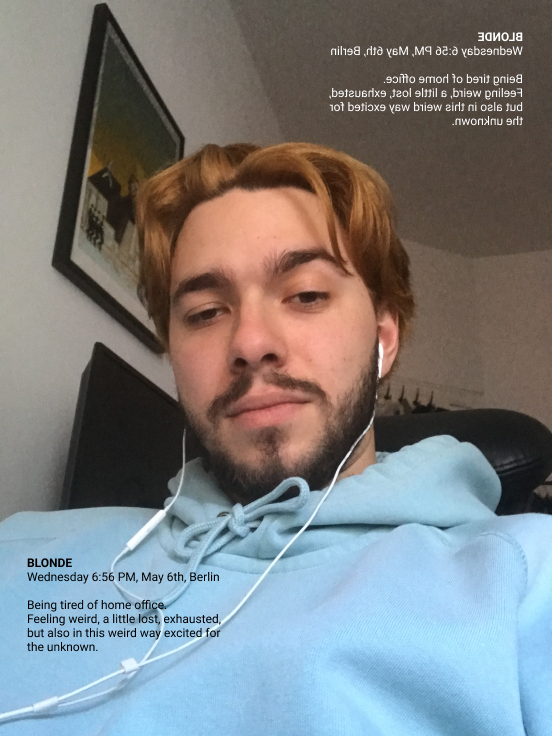 BLONDE
Wednesday 6:56 PM, May 6th, Berlin
Being tired of home office.
Feeling weird, a little lost, exhausted,
but also in this weird way excited for
the unknown.
BLONDE
Wednesday 6:56 PM, May 6th, Berlin
Being tired of home office.
Feeling weird, a little lost, exhausted,
but also in this weird way excited for
the unknown.